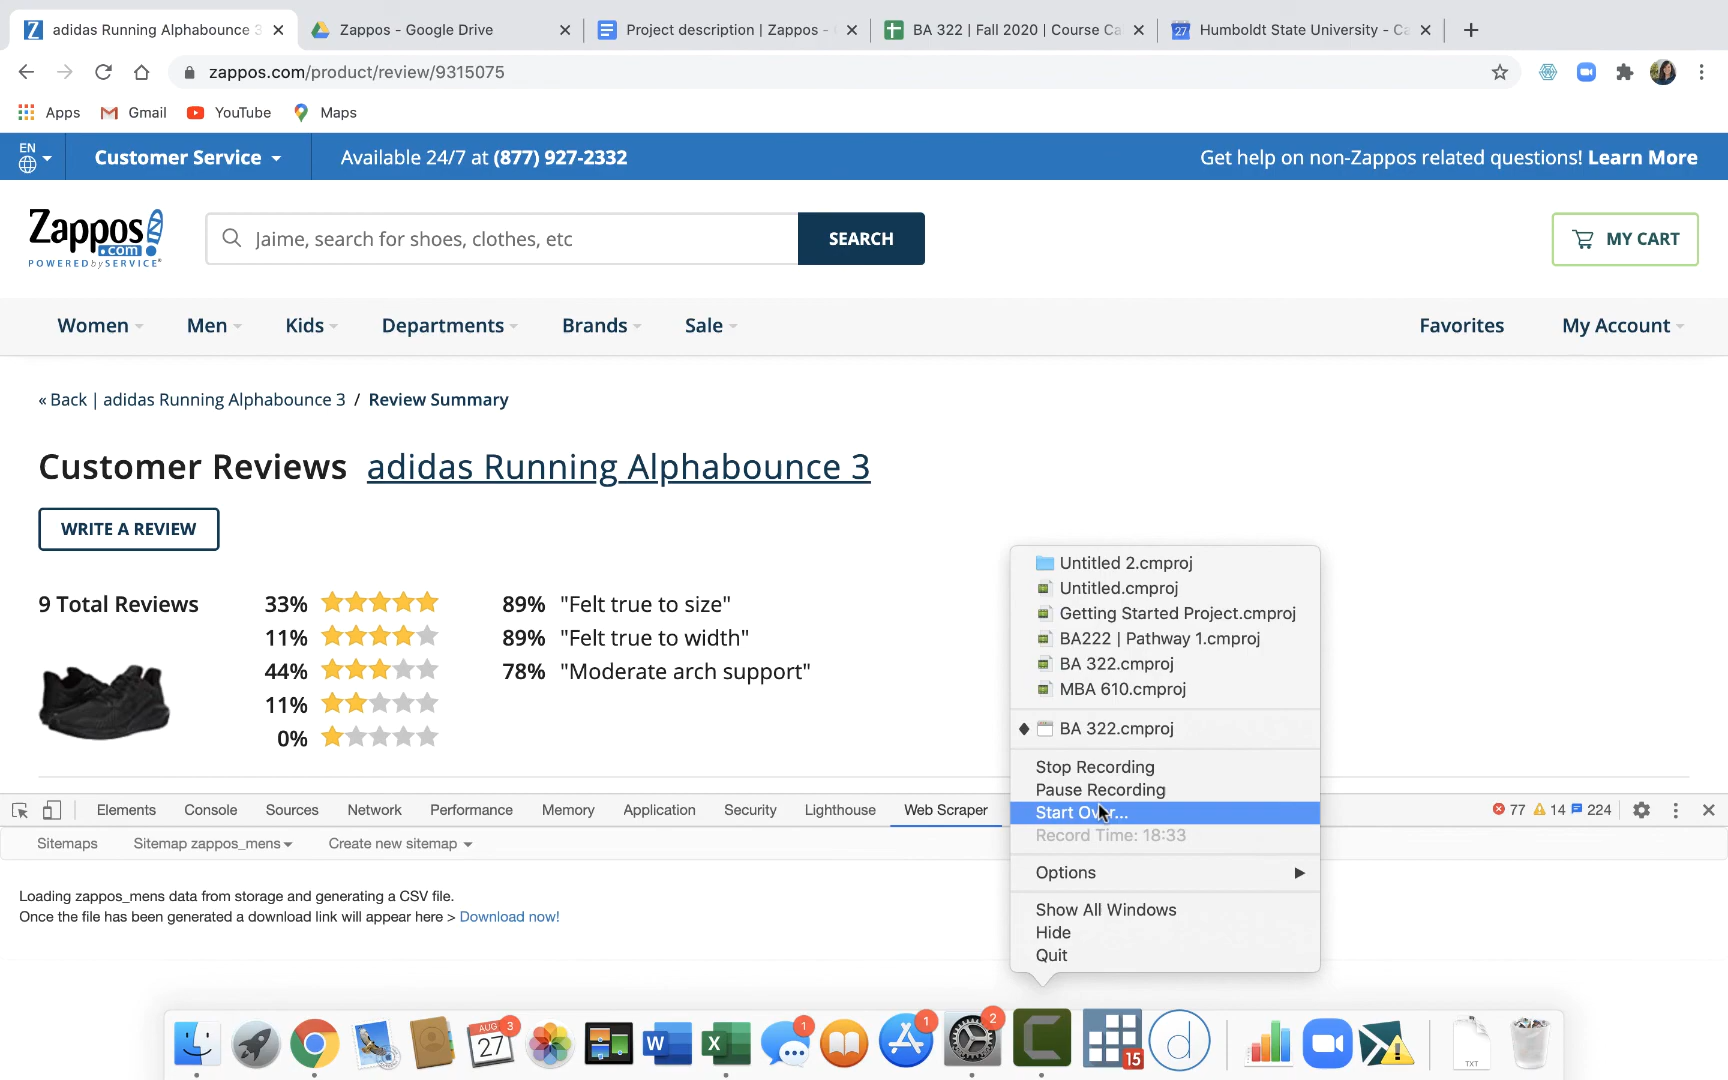 adidas Running Alphabounce 3
Zappos - Google Drive
Project description | Zappos -
BA 322 | Fall 2020 | Course Ca
Humboldt State University - Ca
zappos.com/product/review/9315075
Apps
Gmail
YouTube
Maps
EN
Customer Service
Available 24/7 at (877) 927-2332
Get help on non-Zappos related questions! Learn More
Zappos
.com
POWERED by SERVICE
Jaime, search for shoes, clothes, etc
SEARCH
MY CART
Women
Men
Kids
Departments
Brands
Sale
Favorites
My Account
« Back | adidas Running Alphabounce 3 / Review Summary
Customer Reviews adidas Running Alphabounce 3
WRITE A REVIEW
9 Total Reviews
33%
11%
44%
11%
0%
89% "Felt true to size"
89% "Felt true to width"
78% "Moderate arch support"
Untitled 2.cmproj
Untitled.cmproj
Getting Started Project.cmproj
BA222 | Pathway 1.cmproj
BA 322.cmproj
MBA 610.cmproj
BA 322.cmproj
Stop Recording
Pause Recording
Start Over...
Record Time: 18:33
Options
Show All Windows
Hide
Quit
Elements
Console
Sources
Network
Performance
Memory
Application
Security
Lighthouse
Web Scraper
77
14
224
Sitemaps
Sitemap zappos_mens
Create new sitemap
Loading zappos_mens data from storage and generating a CSV file.
Once the file has been generated a download link will appear here > Download now!
AUG
27
3
W
X
1
1
2
C
15
d
TXT